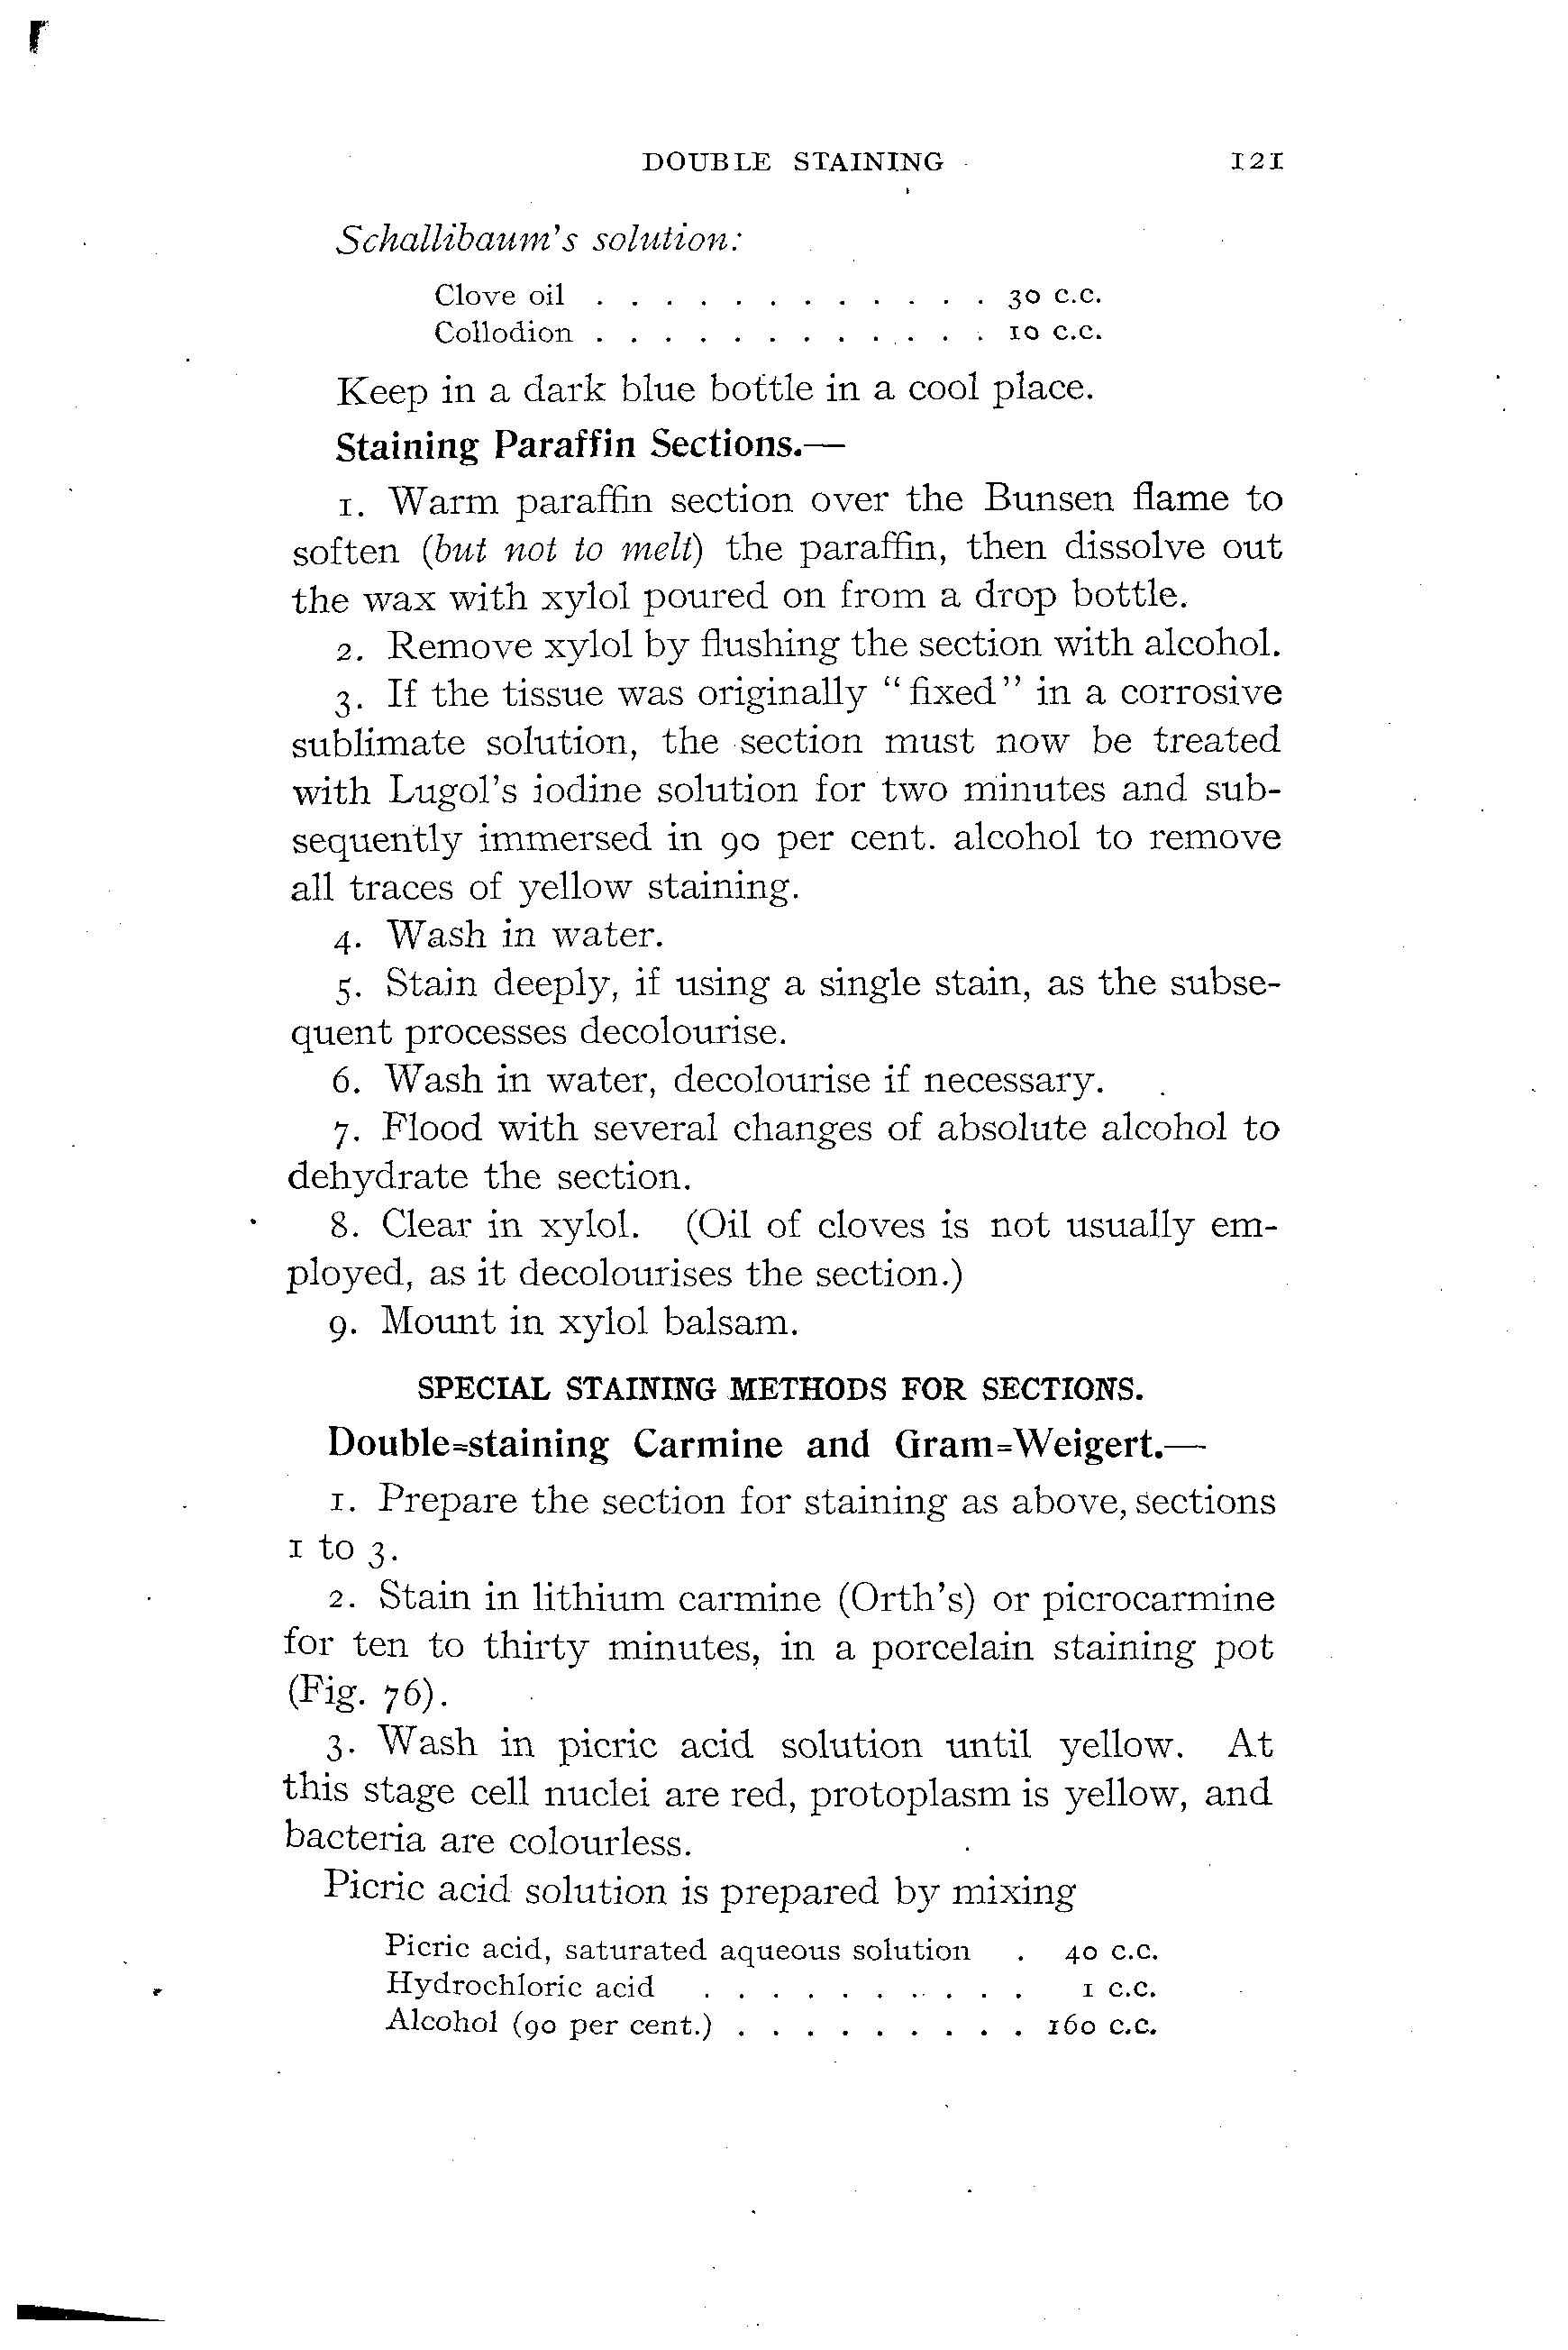 DOUBLE STAINING 121
Schallibaum's solution:
Clove oil . . . . . . . . . . . . 30 c.c.
Collodion . . . . . . . . . . . . 10 c.c.
Keep in a dark blue bottle in a cool place.
Staining Paraffin Sections.—
1. Warm paraffin section over the Bunsen flame to
soften (but not to melt) the paraffin, then dissolve out
the wax with xylol poured on from a drop bottle.
2. Remove xylol by flushing the section with alcohol.
3. If the tissue was originally "fixed" in a corrosive
sublimate solution, the section must now be treated
with Lugol's iodine solution for two minutes and sub-
sequently immersed in 90 per cent. alcohol to remove
all traces of yellow staining.
4. Wash in water.
5. Stain deeply, if using a single stain, as the subse-
quent processes decolourise.
6. Wash in water, decolourise if necessary.
7. Flood with several changes of absolute alcohol to
dehydrate the section.
8. Clear in xylol. (Oil of cloves is not usually em-
ployed, as it decolourises the section.)
9. Mount in xylol balsam.
SPECIAL STAINING METHODS FOR SECTIONS.
Double=staining Carmine and Gram=Weigert.—
1. Prepare the section for staining as above, sections
1 to 3.
2. Stain in lithium carmine (Orth's) or picrocarmine
for ten to thirty minutes, in a porcelain staining pot
(Fig. 76).
3. Wash in picric acid solution until yellow. At
this stage cell nuclei are red, protoplasm is yellow, and
bacteria are colourless.
Picric acid solution is prepared by mixing
Picric acid, saturated aqueous solution . 40 c.c.
Hydrochloric acid . . . . . . . . . . 1 c.c.
Alcohol (90 per cent.) . . . . . . . . . 160 c.c.